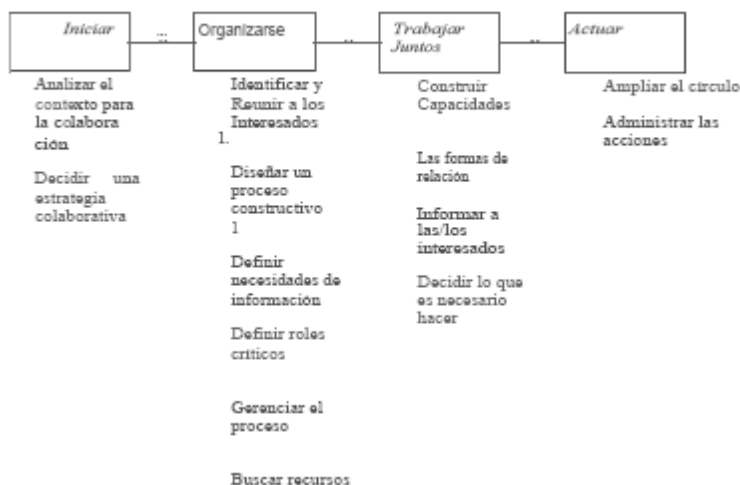 Iniciar
Analizar el
contexto para
la colabora
ción
Decidir una
estrategia
colaborativa
Organizarse
Identificar y
Reunir a los
Interesados
1.
Diseñar un
proceso
constructivo
1
Definir
necesidades de
información
Definir roles
críticos
Gerenciar el
proceso
Buscar recursos
Trabajar
Juntos
Construir
Capacidades
Las formas de
relación
Informar a
las/los
interesados
Decidir lo que
es necesario
hacer
Actuar
Ampliar el círculo
Administrar las
acciones